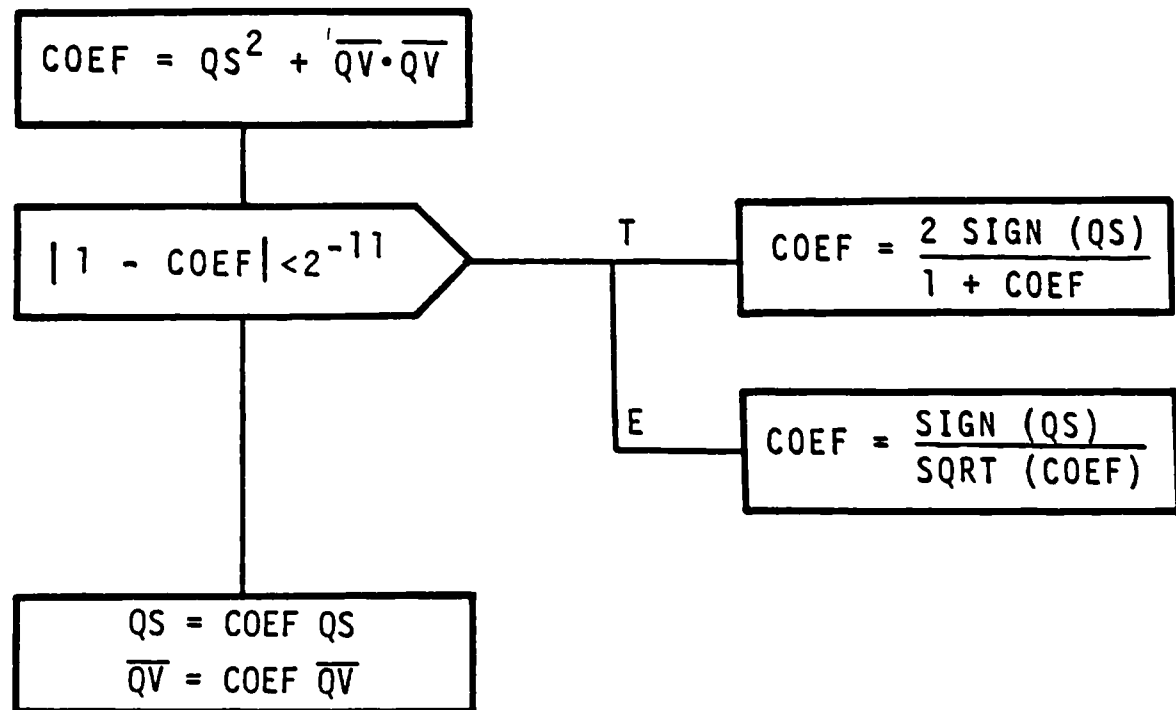 COEF = QS² + QV̅·QV̅
|1 - COEF| <2⁻¹¹
T
COEF = 2 SIGN (QS)
1 + COEF
E
COEF = SIGN (QS)
SQRT (COEF)
QS = COEF QS
QV̅ = COEF QV̅